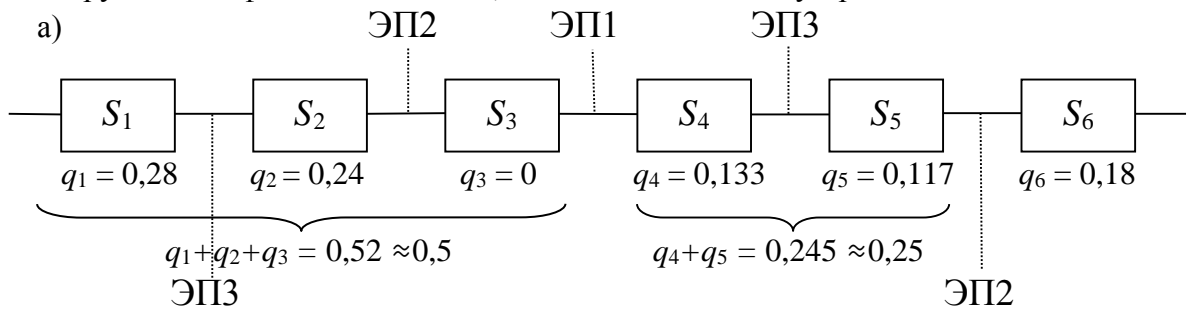 а)
ЭП2 ЭП1 ЭП3
S1 S2 S3 S4 S5 S6
q1 = 0,28 q2 = 0,24 q3 = 0 q4 = 0,133 q5 = 0,117 q6 = 0,18
q1+q2+q3 = 0,52 ≈0,5 q4+q5 = 0,245 ≈0,25
ЭП3 ЭП2